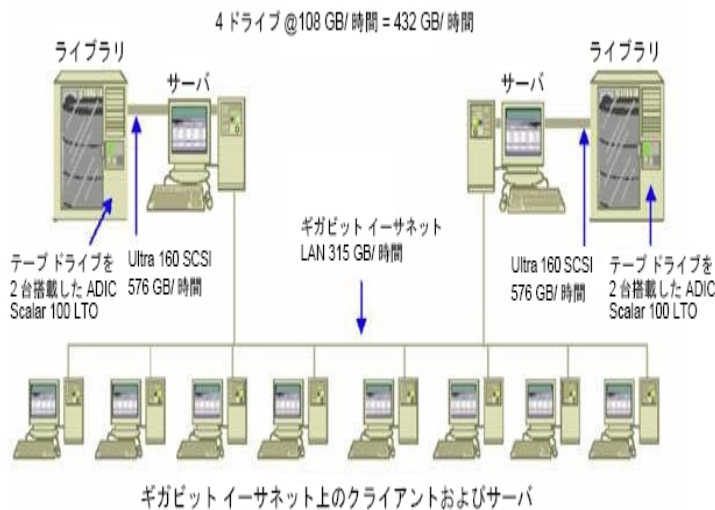 4 ドライブ @108 GB/ 時間 = 432 GB/ 時間
ライブラリ
サーバ
サーバ
ライブラリ
テープ ドライブを
2 台搭載した ADIC
Scalar 100 LTO
Ultra 160 SCSI
576 GB/ 時間
ギガビット イーサネット
LAN 315 GB/ 時間
Ultra 160 SCSI
576 GB/ 時間
テープ ドライブを
2 台搭載した ADIC
Scalar 100 LTO
ギガビット イーサネット上のクライアントおよびサーバ